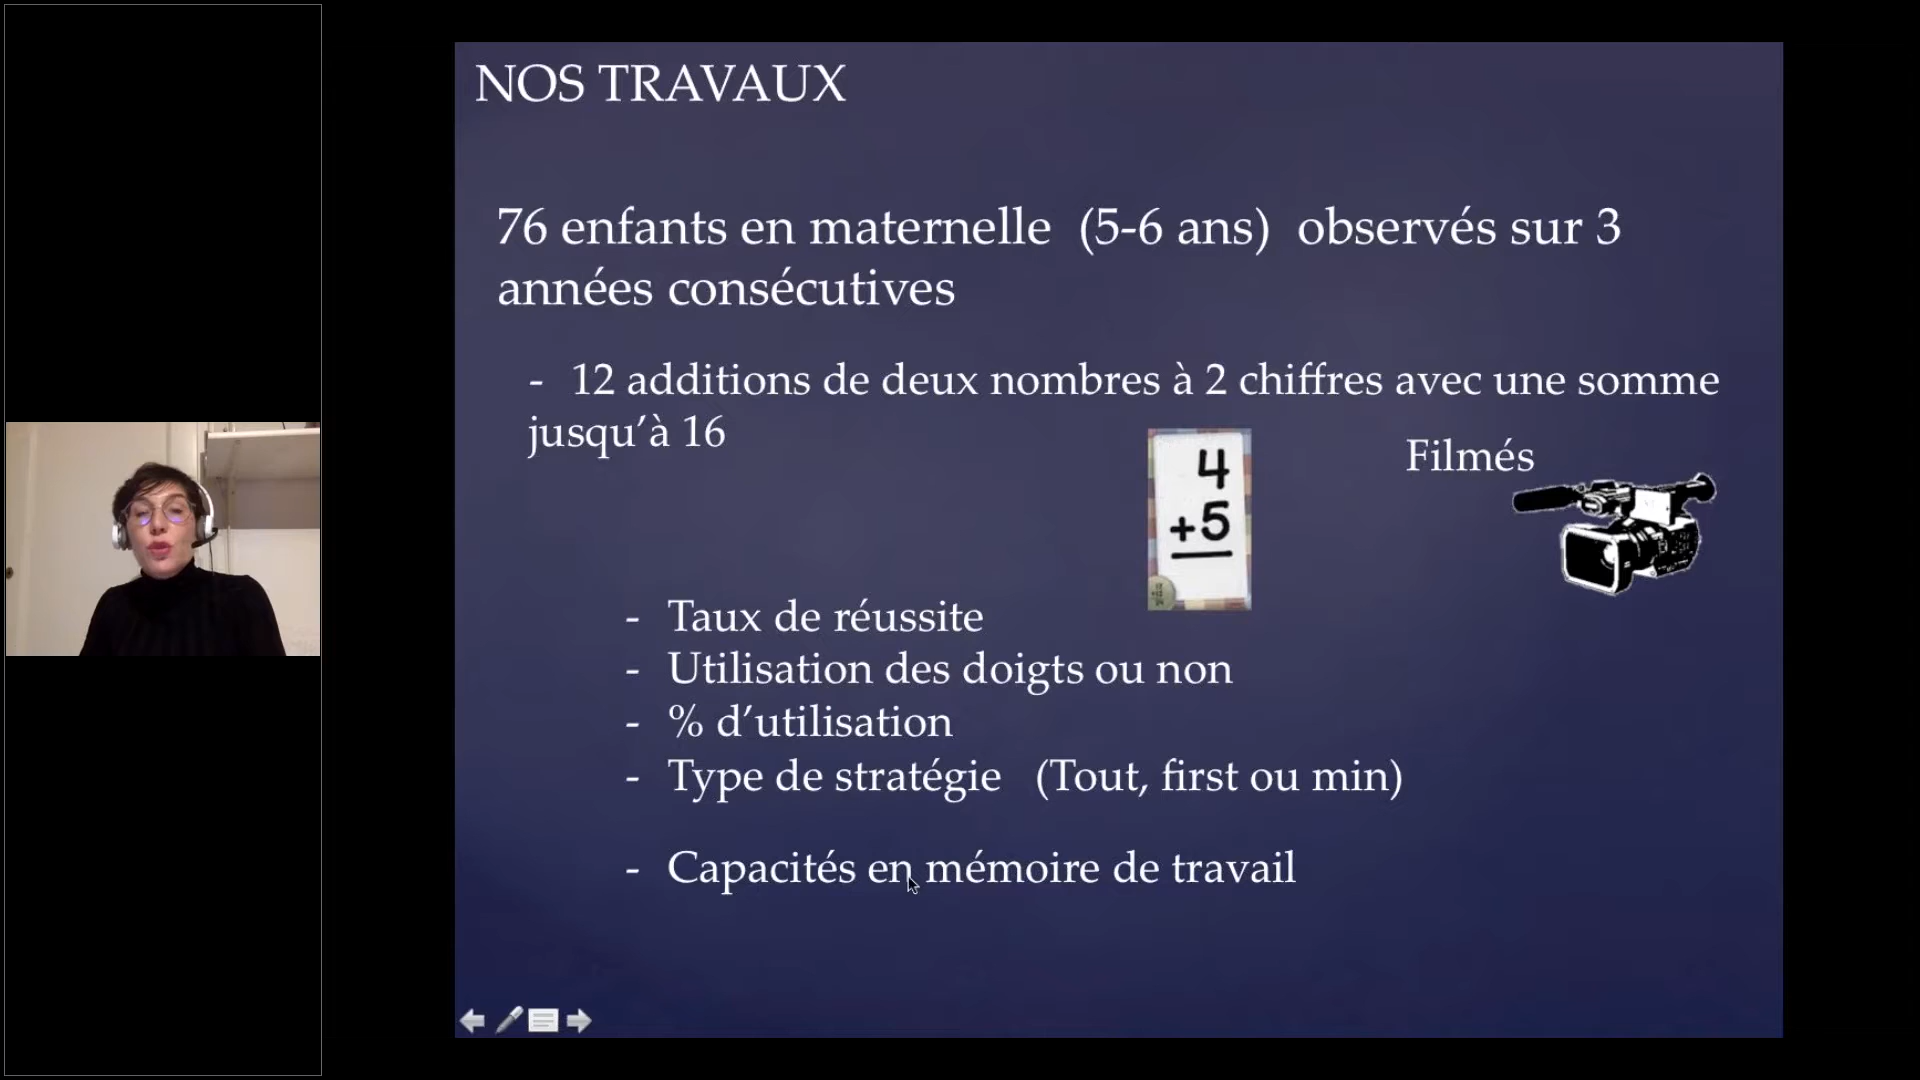 NOS TRAVAUX
76 enfants en maternelle (5-6 ans) observés sur 3
années consécutives
- 12 additions de deux nombres à 2 chiffres avec une somme
jusqu’à 16
Filmés
4
+5
- Taux de réussite
- Utilisation des doigts ou non
- % d’utilisation
- Type de stratégie (Tout, first ou min)
- Capacités en mémoire de travail